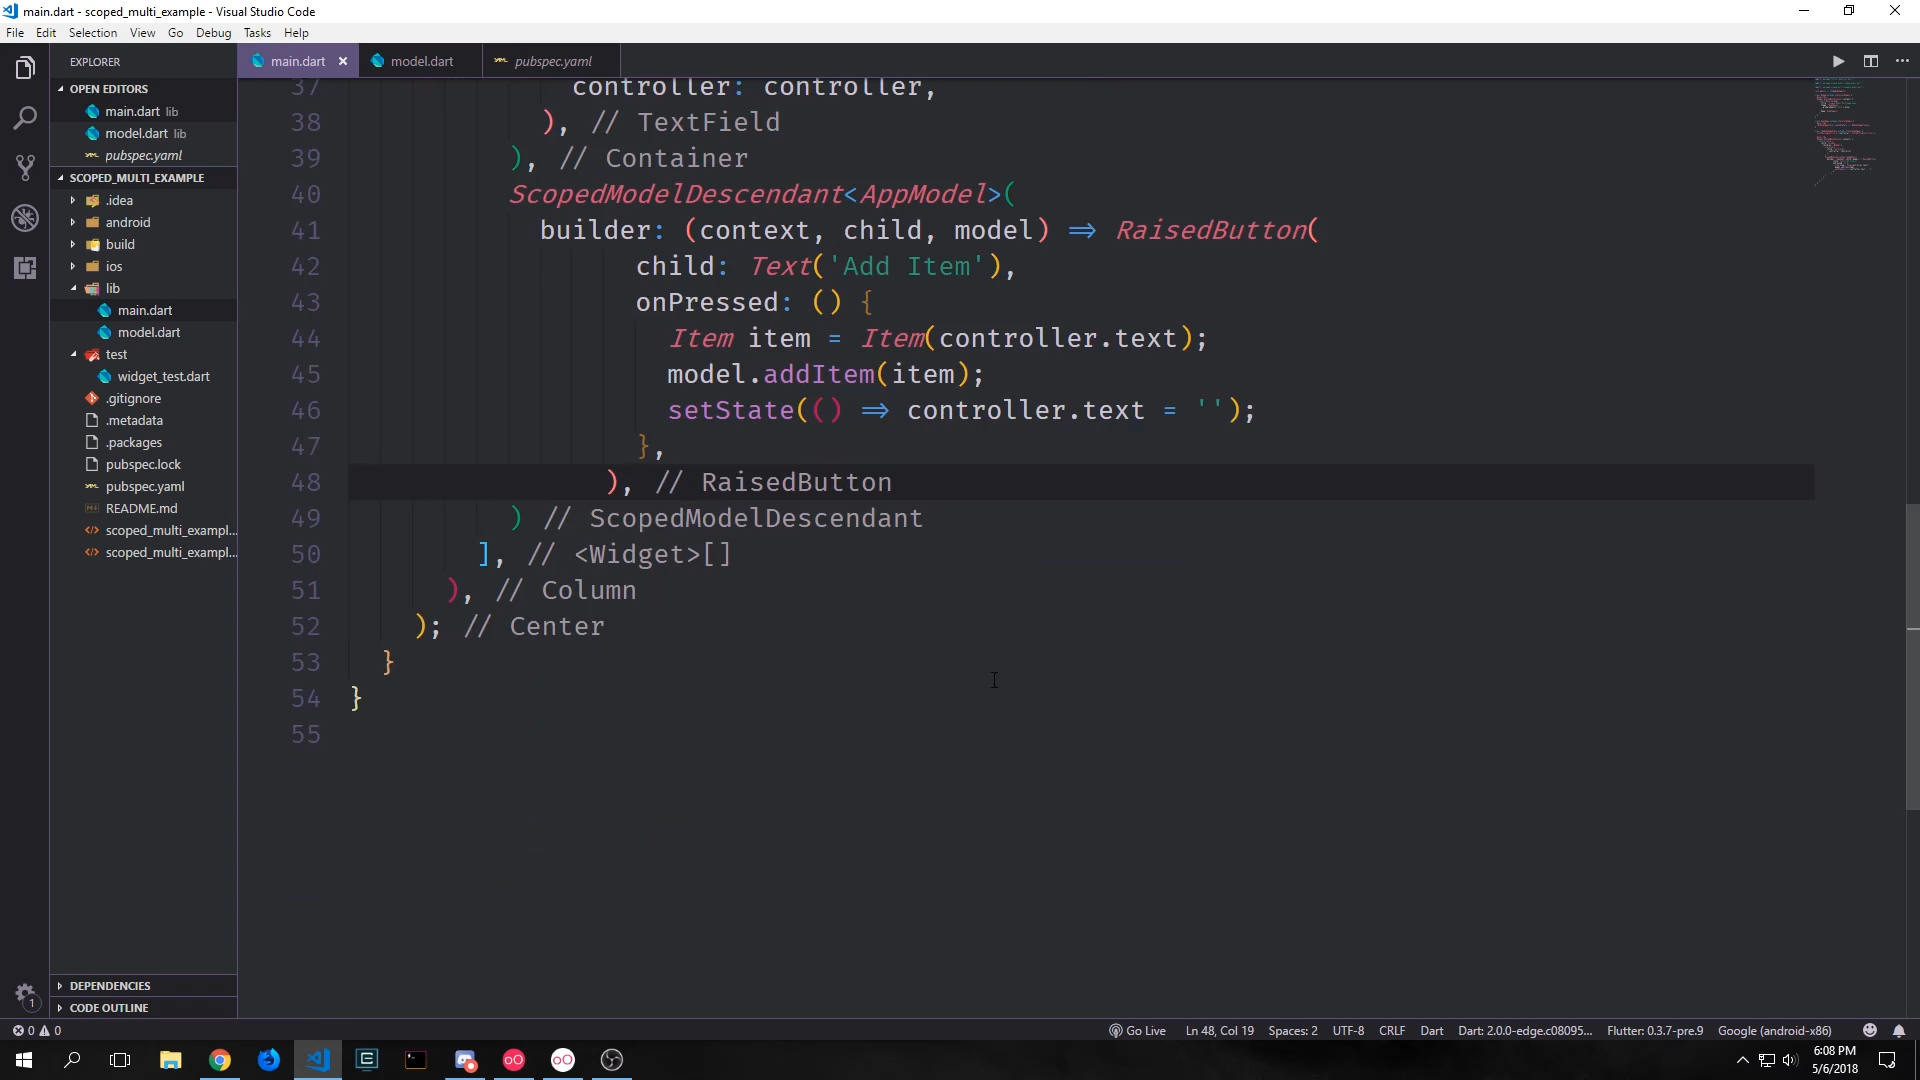 main.dart - scoped_multi_example - Visual Studio Code
File Edit Selection View Go Debug Tasks Help
EXPLORER
OPEN EDITORS
main.dart lib
model.dart lib
pubspec.yaml
SCOPED_MULTI_EXAMPLE
.idea
android
build
ios
lib
main.dart
model.dart
test
widget_test.dart
.gitignore
.metadata
.packages
pubspec.lock
pubspec.yaml
README.md
scoped_multi_exampl...
scoped_multi_exampl...
DEPENDENCIES
CODE OUTLINE
main.dart model.dart pubspec.yaml
37 controller: controller,
38 ), // TextField
39 ), // Container
40 ScopedModelDescendant<AppModel>(
41 builder: (context, child, model) => RaisedButton(
42 child: Text('Add Item'),
43 onPressed: () {
44 Item item = Item(controller.text);
45 model.addItem(item);
46 setState(() => controller.text = '');
47 },
48 ), // RaisedButton
49 ) // ScopedModelDescendant
50 ], // <Widget>[]
51 ), // Column
52 ); // Center
53 }
54 }
55
1
0 0 Go Live Ln 48, Col 19 Spaces: 2 UTF-8 CRLF Dart Dart: 2.0.0-edge.c08095... Flutter: 0.3.7-pre.9 Google (android-x86)
6:08 PM
5/6/2018